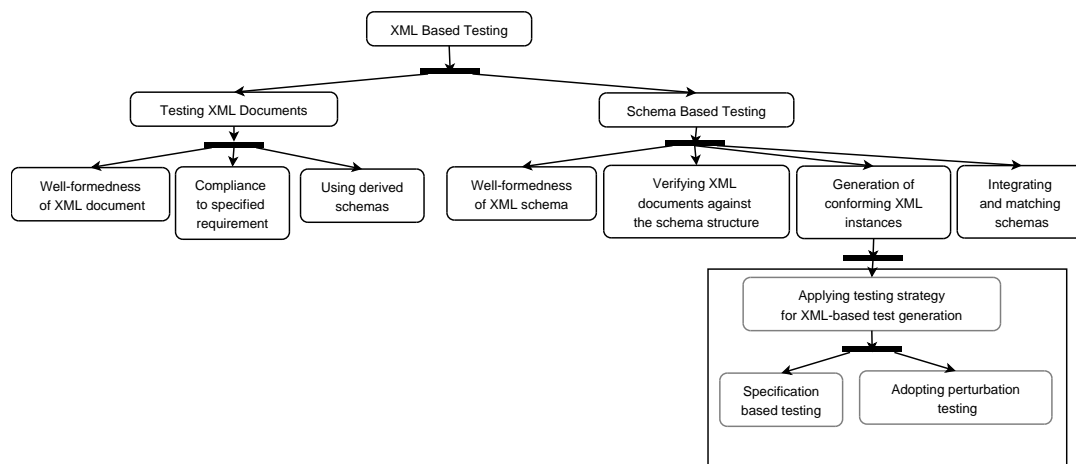 XML Based Testing
Testing XML Documents
Schema Based Testing
Well-formedness
of XML document
Compliance
to specified
requirement
Using derived
schemas
Well-formedness
of XML schema
Verifying XML
documents against
the schema structure
Generation of
conforming XML
instances
Integrating
and matching
schemas
Applying testing strategy
for XML-based test generation
Specification
based testing
Adopting perturbation
testing